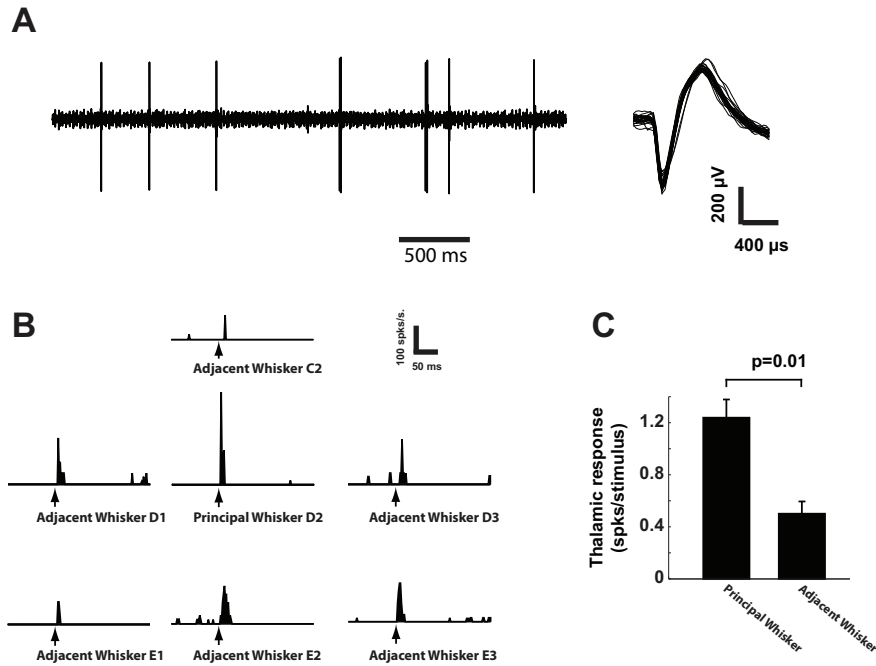 A
200 µV
400 µs
500 ms
B
100 spks/s.
50 ms
Adjacent Whisker C2
Adjacent Whisker D1
Principal Whisker D2
Adjacent Whisker D3
Adjacent Whisker E1
Adjacent Whisker E2
Adjacent Whisker E3
C
p=0.01
Thalamic response
(spks/stimulus)
1.2
0.8
0.4
0
Principal Whisker
Adjacent Whisker